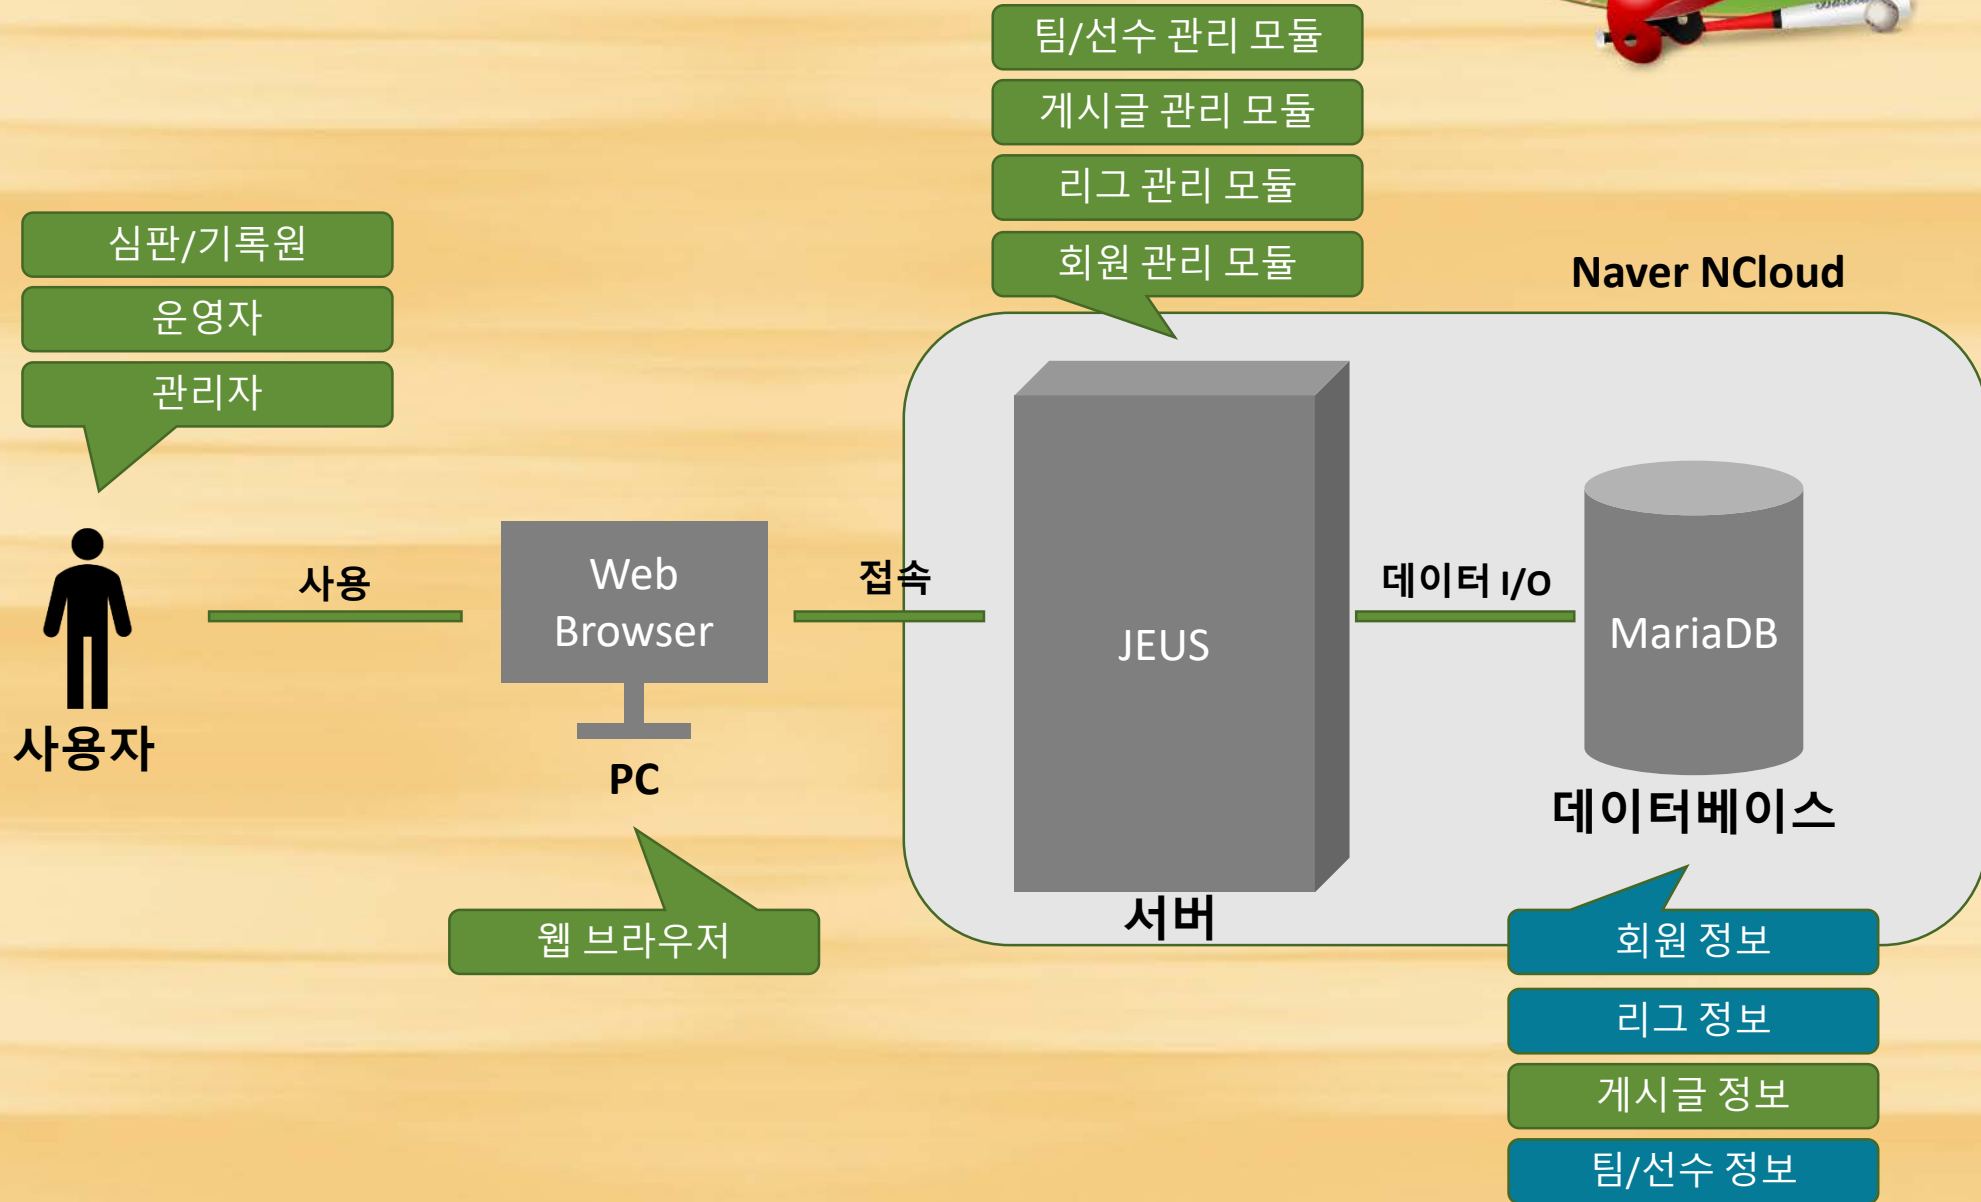 팀/선수 관리 모듈
게시글 관리 모듈
리그 관리 모듈
회원 관리 모듈
심판/기록원
운영자
관리자
Naver NCloud
사용
Web
Browser
접속
JEUS
데이터 I/O
MariaDB
사용자
PC
데이터베이스
서버
웹 브라우저
회원 정보
리그 정보
게시글 정보
팀/선수 정보